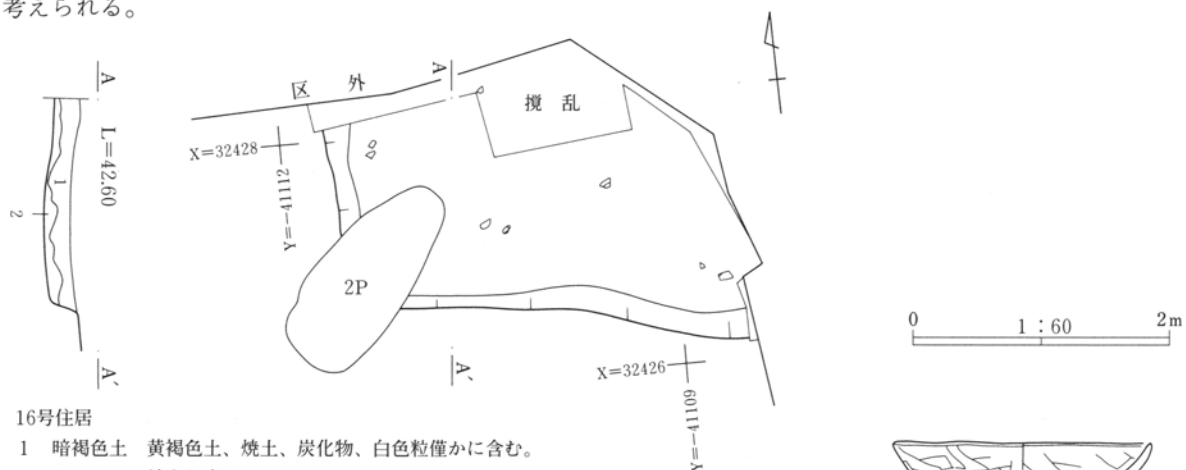 考えられる。
A
A
区　外
攪　乱
L=42.60
X=32428
Y=-41112
1
2
2P
0　1：60　2m
A'
A'
X=32426
Y=-41109
16号住居
1　暗褐色土　黄褐色土、焼土、炭化物、白色粒僅かに含む。